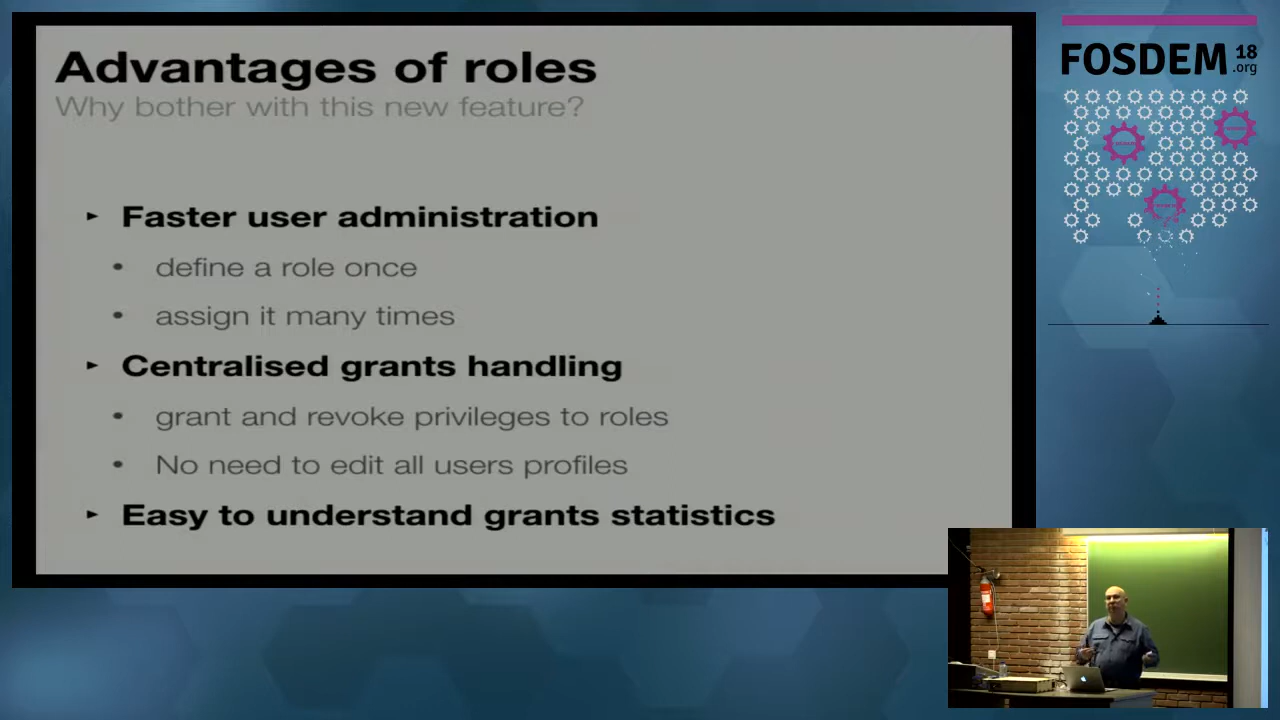 Advantages of roles
Why bother with this new feature?
► Faster user administration
• define a role once
• assign it many times
► Centralised grants handling
• grant and revoke privileges to roles
• No need to edit all users profiles
► Easy to understand grants statistics
FOSDEM 18
.org